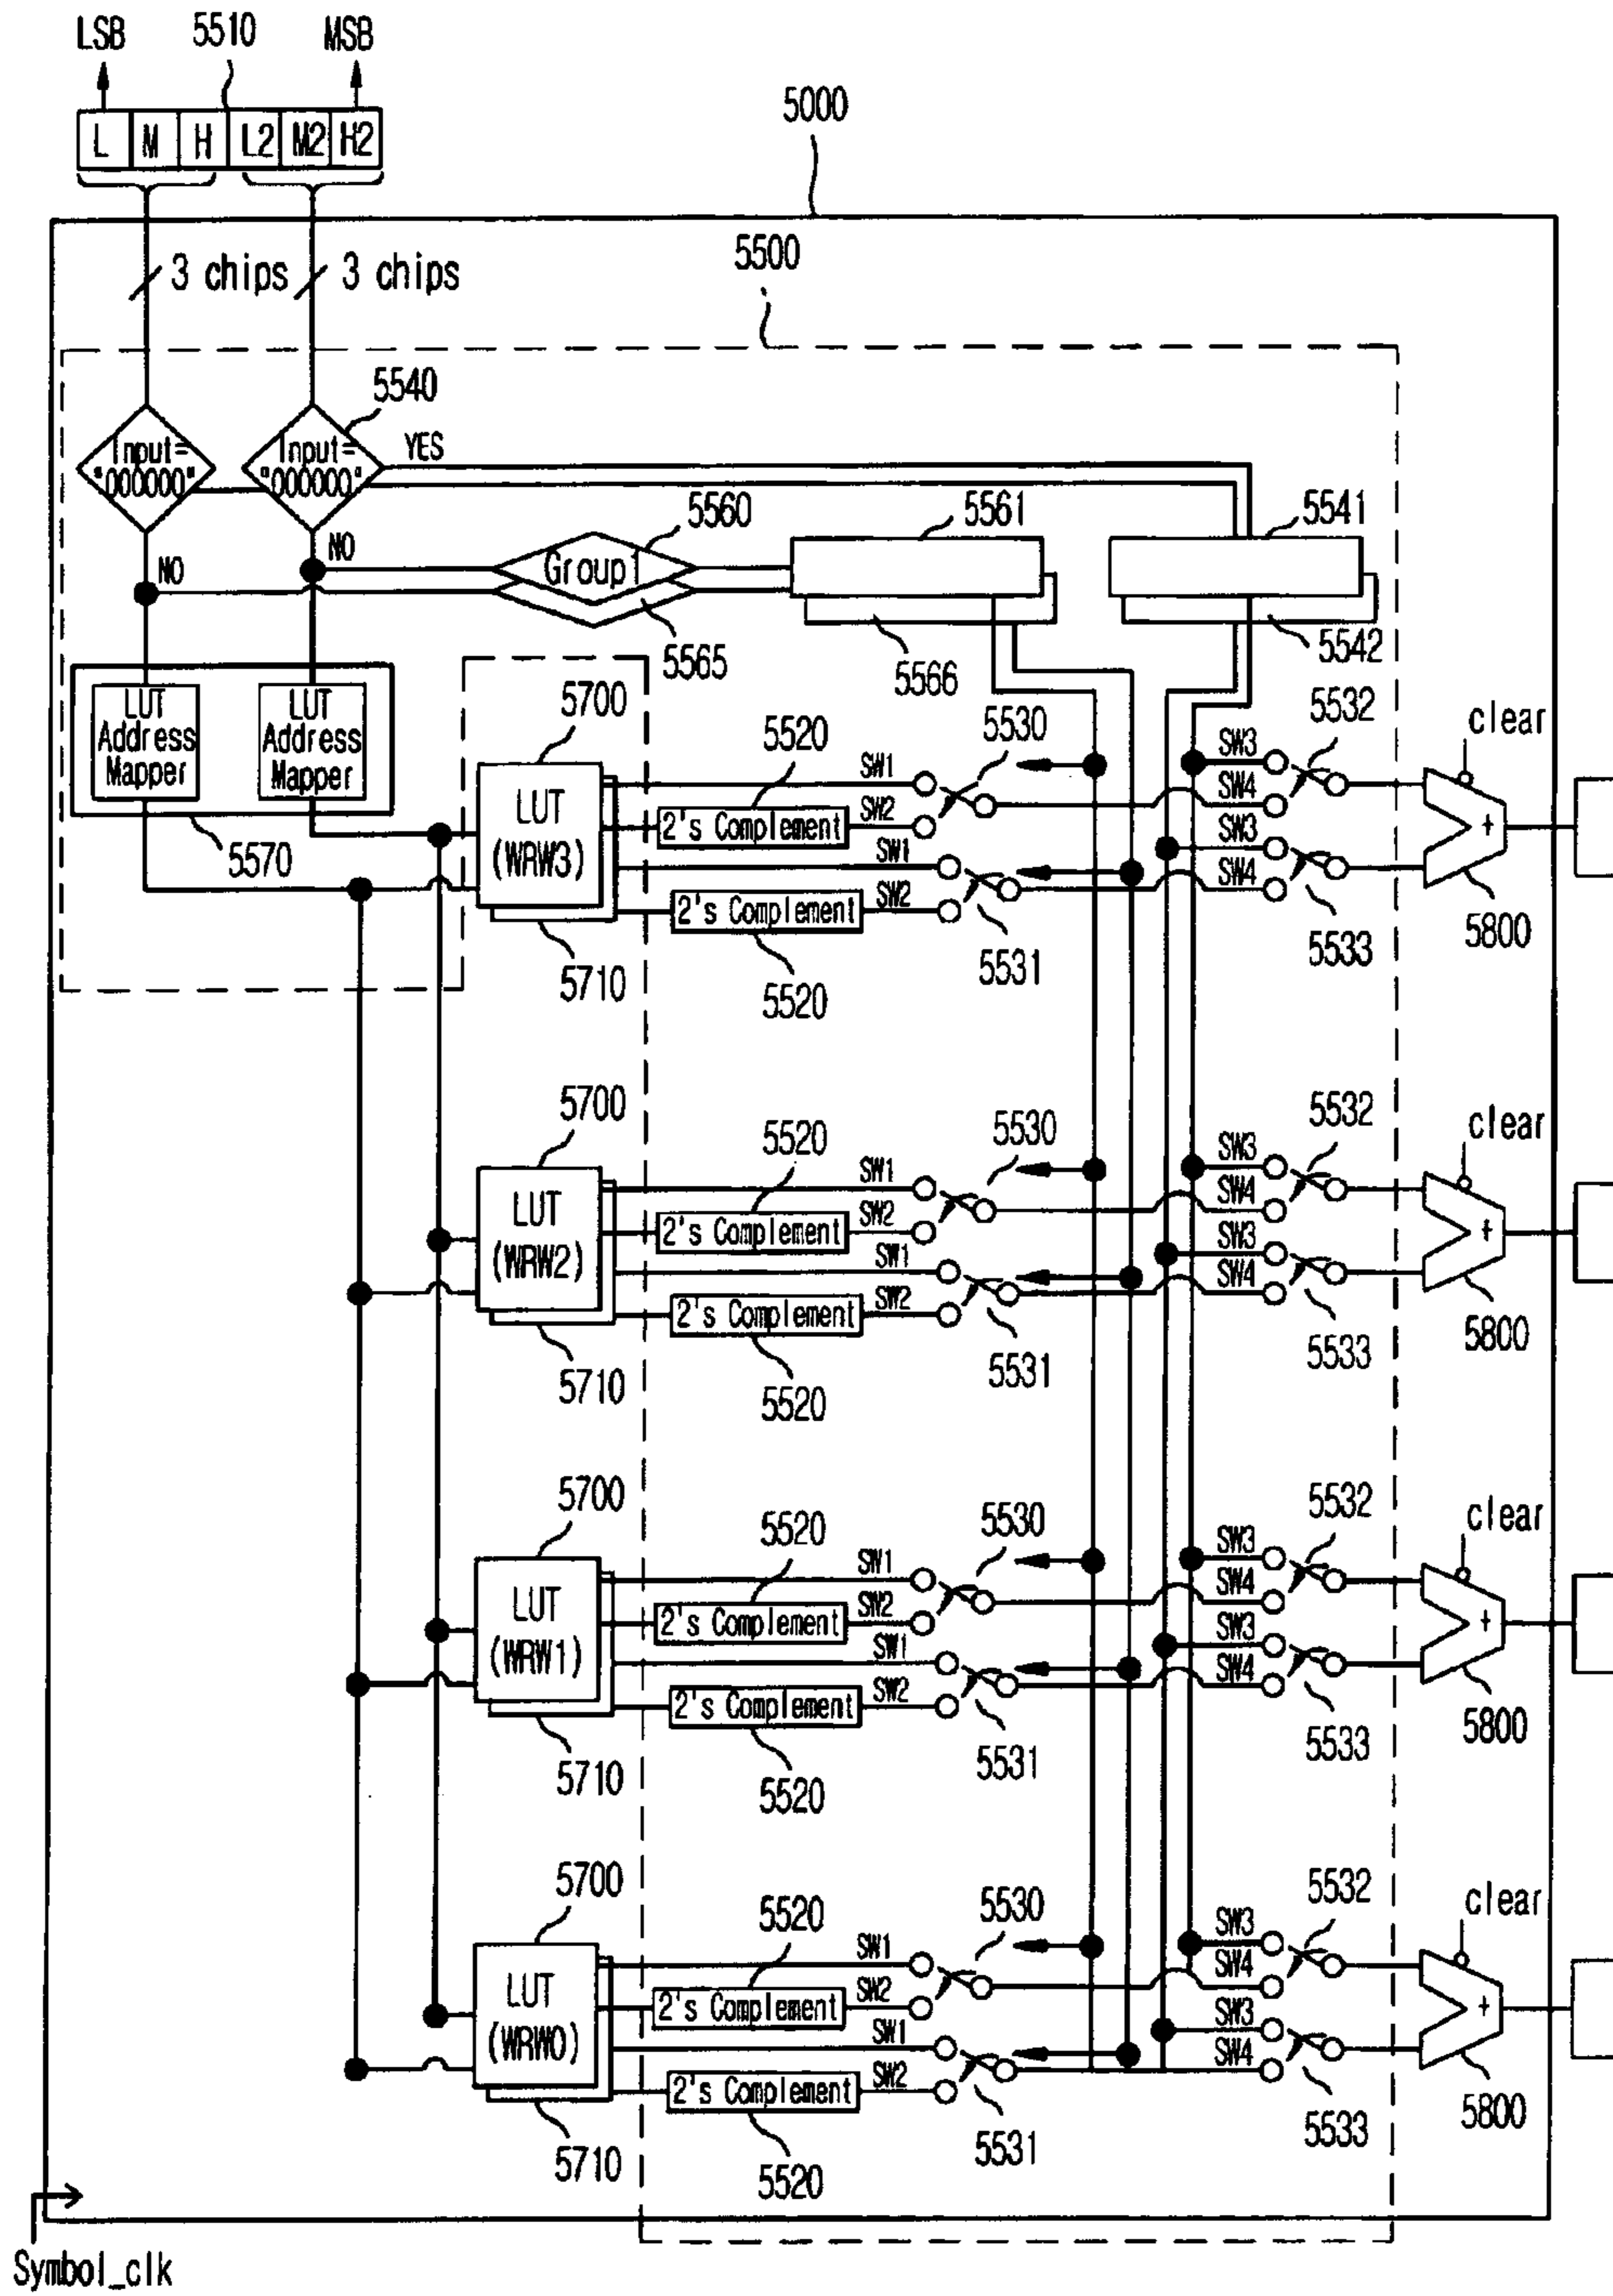 LSB 5510 MSB
L M H L2 M2 H2
5000
3 chips 3 chips
5500
5540
Input= "000000"
Input= "000000"
YES
NO
NO
5560
Group1
5565
5561
5566
5541
5542
LUT Address Mapper
LUT Address Mapper
5570
5700
LUT
(WRW3)
5710
5520
2's Complement
2's Complement
5520
SW1
SW2
SW1
SW2
5530
5531
SW3
SW4
SW3
SW4
5532
5533
clear
+
5800
5700
LUT
(WRW2)
5710
5520
2's Complement
2's Complement
5520
SW1
SW2
SW1
SW2
5530
5531
SW3
SW4
SW3
SW4
5532
5533
clear
+
5800
5700
LUT
(WRW1)
5710
5520
2's Complement
2's Complement
5520
SW1
SW2
SW1
SW2
5530
5531
SW3
SW4
SW3
SW4
5532
5533
clear
+
5800
5700
LUT
(WRW0)
5710
5520
2's Complement
2's Complement
5520
SW1
SW2
SW1
SW2
5530
5531
SW3
SW4
SW3
SW4
5532
5533
clear
+
5800
Symbol_clk